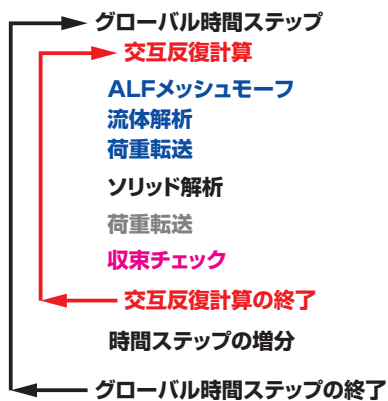 グローバル時間ステップ
交互反復計算
ALFメッシュモーフ
流体解析
荷重転送
ソリッド解析
荷重転送
収束チェック
交互反復計算の終了
時間ステップの増分
グローバル時間ステップの終了